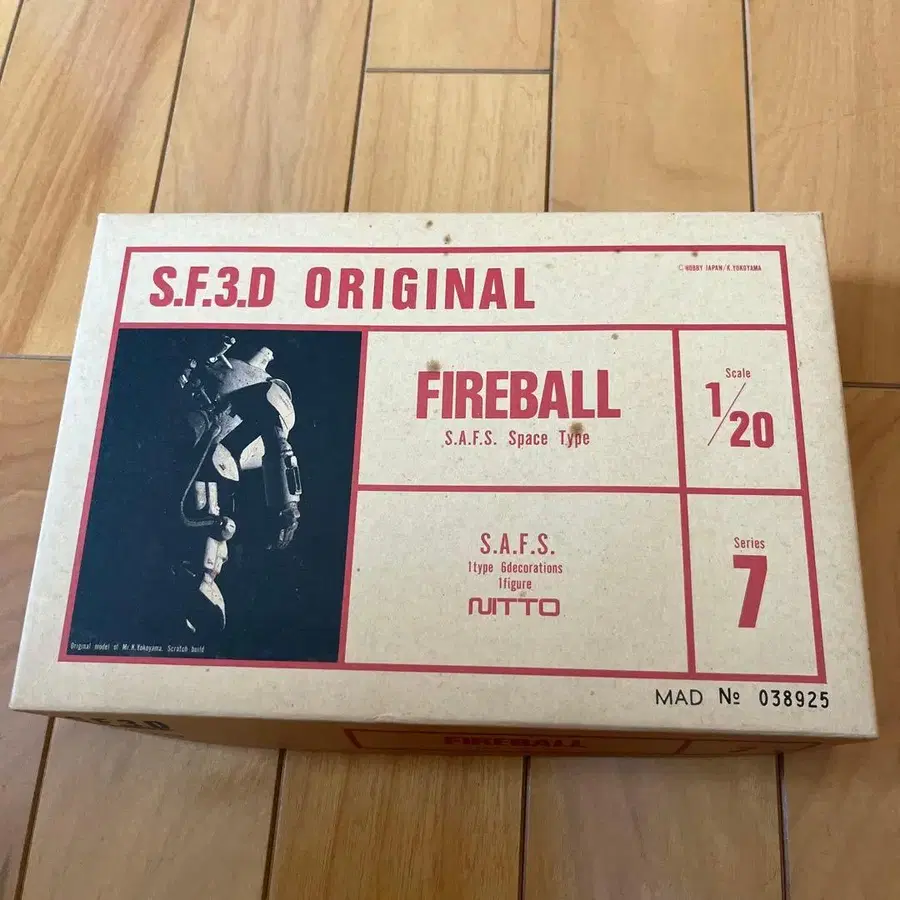 S.F.3.D ORIGINAL
© HOBBY JAPAN/K.YOKOYAMA
FIREBALL
S.A.F.S. Space Type
Scale
1/20
S.A.F.S.
1type 6decorations
1figure
NITTO
Series
7
Original model of Mr.K.Yokoyama. Scratch build
MAD № 038925
S.F.3.D
FIREBALL